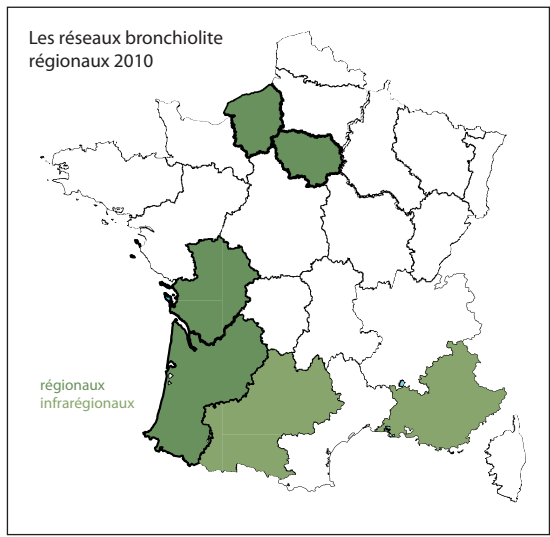 Les réseaux bronchiolite
régionaux 2010
régionaux
infrarégionaux